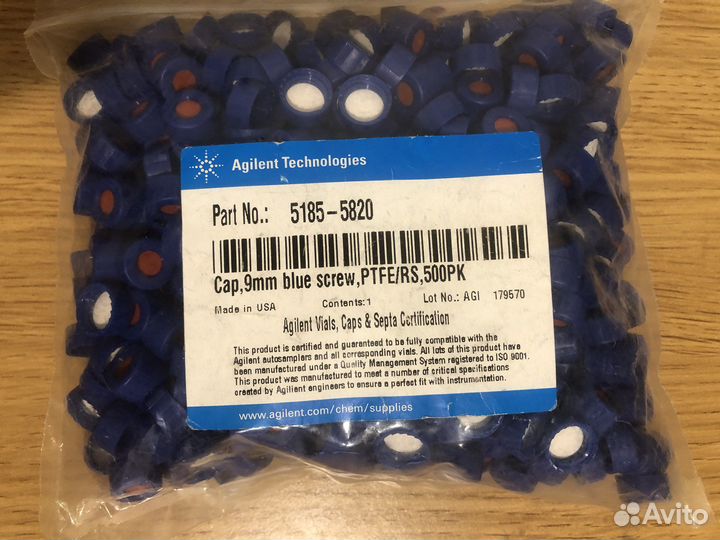 Agilent Technologies
Part No.: 5185-5820
Cap,9mm blue screw,PTFE/RS,500PK
Made in USA Contents:1 Lot No.: AGI 179570
Agilent Vials, Caps & Septa Certification
This product is certified and guaranteed to be fully compatible with the
Agilent autosamplers and all corresponding vials. All lots of this product have
been manufactured under a Quality Management System registered to ISO 9001.
This product was manufactured to meet a number of critical specifications
created by Agilent engineers to ensure a perfect fit with instrumentation.
www.agilent.com/chem/supplies
Avito